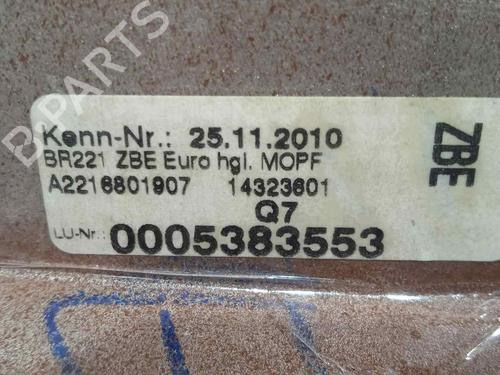 B-PARTS
Kenn-Nr.: 25.11.2010
BR221 ZBE Euro hgl. MOPF
A2216801907 14323601
Q7
LU-Nr.: 0005383553
ZBE